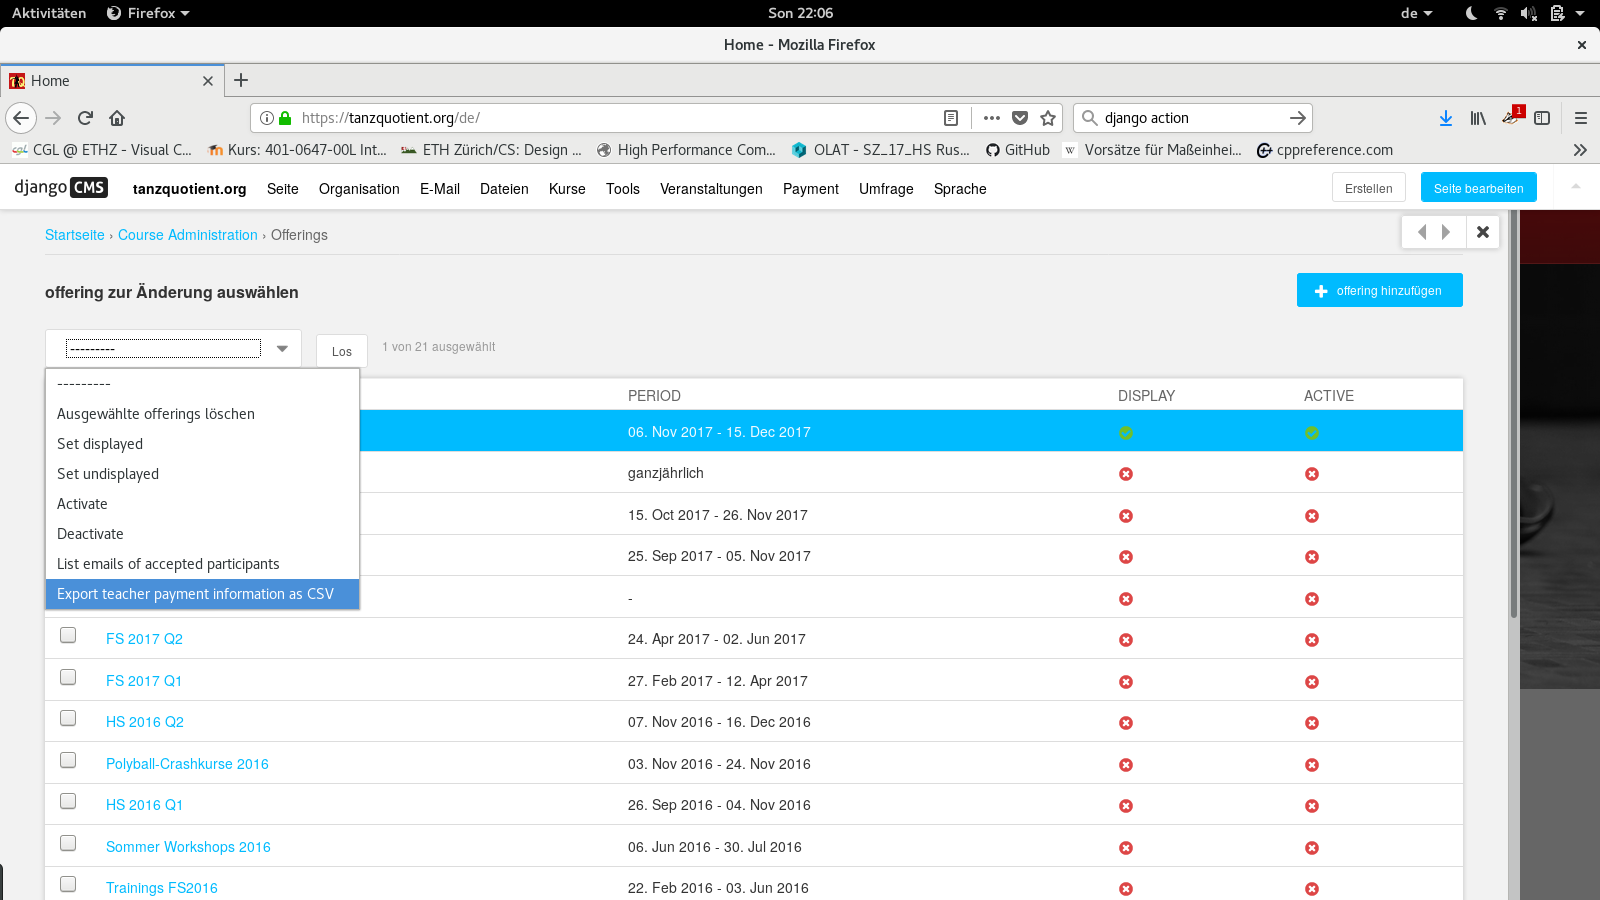 Aktivitäten Firefox Son 22:06 de
Home - Mozilla Firefox
Home
https://tanzquotient.org/de/ django action 1
CGL @ ETHZ - Visual C... Kurs: 401-0647-00L Int... ETH Zürich/CS: Design ... High Performance Com... OLAT - SZ_17_HS Rus... GitHub W Vorsätze für Maßeinhei... cppreference.com
django CMS tanzquotient.org Seite Organisation E-Mail Dateien Kurse Tools Veranstaltungen Payment Umfrage Sprache Erstellen Seite bearbeiten
Startseite › Course Administration › Offerings
offering zur Änderung auswählen offering hinzufügen
--------- Los 1 von 21 ausgewählt
---------
Ausgewählte offerings löschen
Set displayed
Set undisplayed
Activate
Deactivate
List emails of accepted participants
Export teacher payment information as CSV
PERIOD DISPLAY ACTIVE
06. Nov 2017 - 15. Dec 2017
ganzjährlich
15. Oct 2017 - 26. Nov 2017
25. Sep 2017 - 05. Nov 2017
-
FS 2017 Q2 24. Apr 2017 - 02. Jun 2017
FS 2017 Q1 27. Feb 2017 - 12. Apr 2017
HS 2016 Q2 07. Nov 2016 - 16. Dec 2016
Polyball-Crashkurse 2016 03. Nov 2016 - 24. Nov 2016
HS 2016 Q1 26. Sep 2016 - 04. Nov 2016
Sommer Workshops 2016 06. Jun 2016 - 30. Jul 2016
Trainings FS2016 22. Feb 2016 - 03. Jun 2016